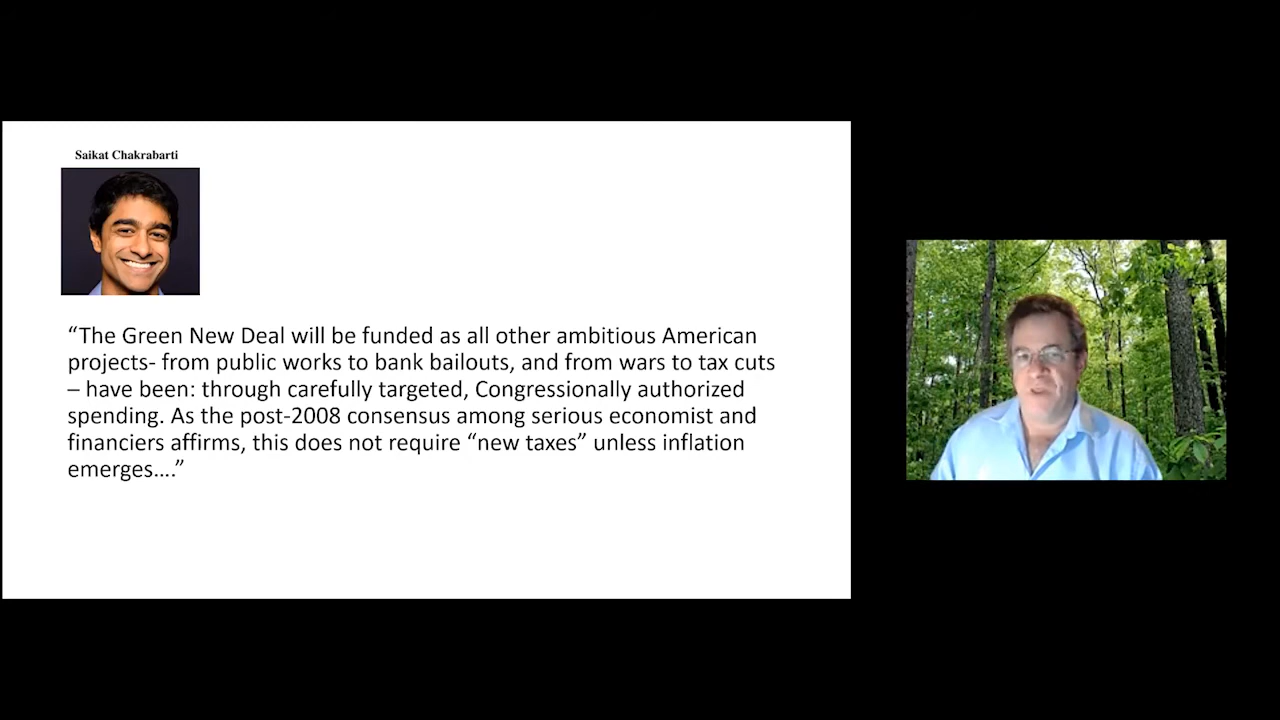 Saikat Chakrabarti
“The Green New Deal will be funded as all other ambitious American
projects- from public works to bank bailouts, and from wars to tax cuts
– have been: through carefully targeted, Congressionally authorized
spending. As the post-2008 consensus among serious economist and
financiers affirms, this does not require “new taxes” unless inflation
emerges….”